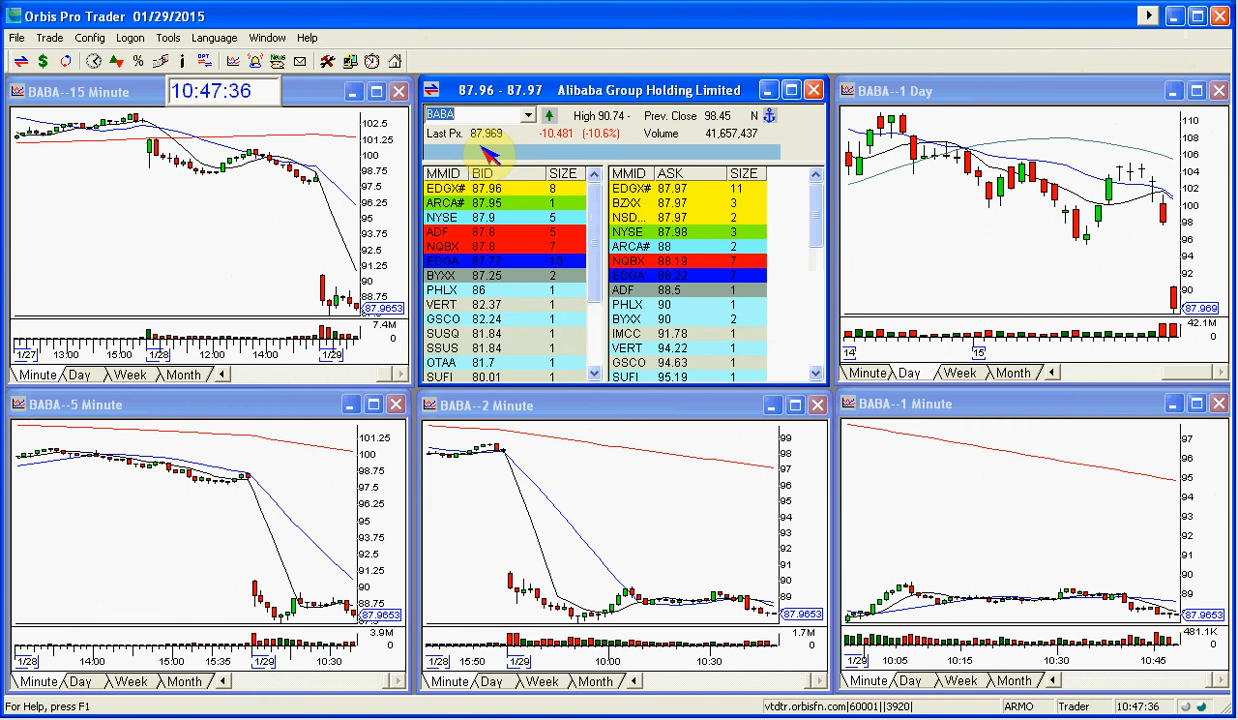 Orbis Pro Trader 01/29/2015
File Trade Config Logon Tools Language Window Help
BABA--15 Minute
10:47:36
102.5
100
98.75
97.5
96.25
95
93.75
92.5
91.25
90
88.75
87.9653
7.4M
0
1/27 13:00 15:00 1/28 12:00 14:00 1/29
Minute Day Week Month
87.96 - 87.97 Alibaba Group Holding Limited
BABA High 90.74 - Prev. Close 98.45 N
Last Px. 87.969 -10.481 (-10.6%) Volume 41,657,437
MMID BID SIZE MMID ASK SIZE
EDGX# 87.96 8 EDGX# 87.97 11
ARCA# 87.95 1 BZXX 87.97 3
NYSE 87.9 5 NSD... 87.97 2
ADF 87.8 5 NYSE 87.98 3
NQBX 87.8 7 ARCA# 88 2
EDGA 87.77 10 NQBX 88.19 7
BYXX 87.25 2 EDGA 88.22 7
PHLX 86 1 ADF 88.5 1
VERT 82.37 1 PHLX 90 1
GSCO 82.24 1 BYXX 90 2
SUSQ 81.84 1 IMCC 91.78 1
SSUS 81.84 1 VERT 94.22 1
OTAA 81.7 1 GSCO 94.63 1
SUFI 80.01 1 SUFI 95.19 1
BABA--1 Day
110
108
106
104
102
100
98
96
94
92
90
87.969
42.1M
0
14' 15'
Minute Day Week Month
BABA--5 Minute
101.25
100
98.75
97.5
96.25
95
93.75
92.5
91.25
90
88.75
87.9653
3.9M
0
1/28 14:00 15:00 15:35 1/29 10:30
Minute Day Week Month
BABA--2 Minute
99
98
97
96
95
94
93
92
91
90
89
87.9653
1.7M
0
1/28 15:50 1/29 10:00 10:30
Minute Day Week Month
BABA--1 Minute
97
96
95
94
93
92
91
90
89
87.9653
481.1K
0
1/29 10:05 10:15 10:30 10:45
Minute Day Week Month
For Help, press F1 vtdtr.orbisfn.com|60001||3920| ARMO Trader 10:47:36